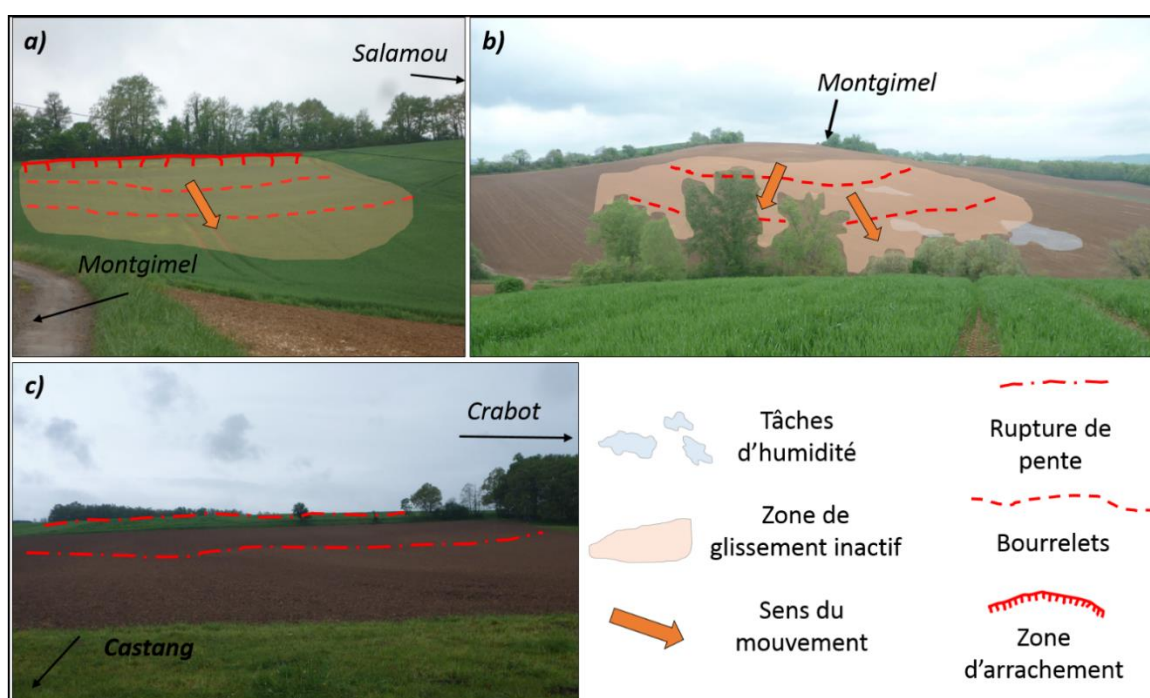 a)
Salamou
Montgimel
b)
Montgimel
c)
Crabot
Castang
Tâches
d'humidité
Rupture de
pente
Zone de
glissement inactif
Bourrelets
Sens du
mouvement
Zone
d'arrachement